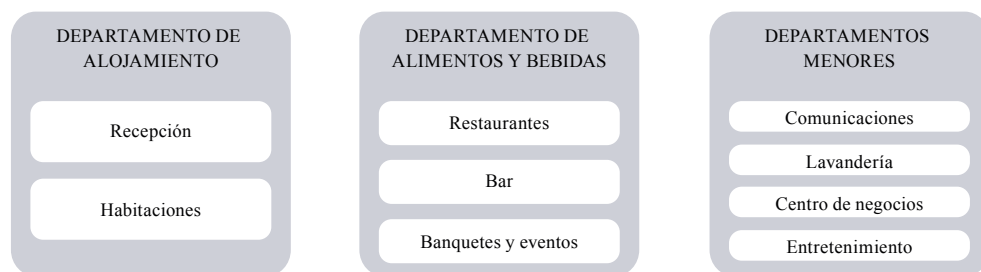 DEPARTAMENTO DE
ALOJAMIENTO
Recepción
Habitaciones
DEPARTAMENTO DE
ALIMENTOS Y BEBIDAS
Restaurantes
Bar
Banquetes y eventos
DEPARTAMENTOS
MENORES
Comunicaciones
Lavandería
Centro de negocios
Entretenimiento